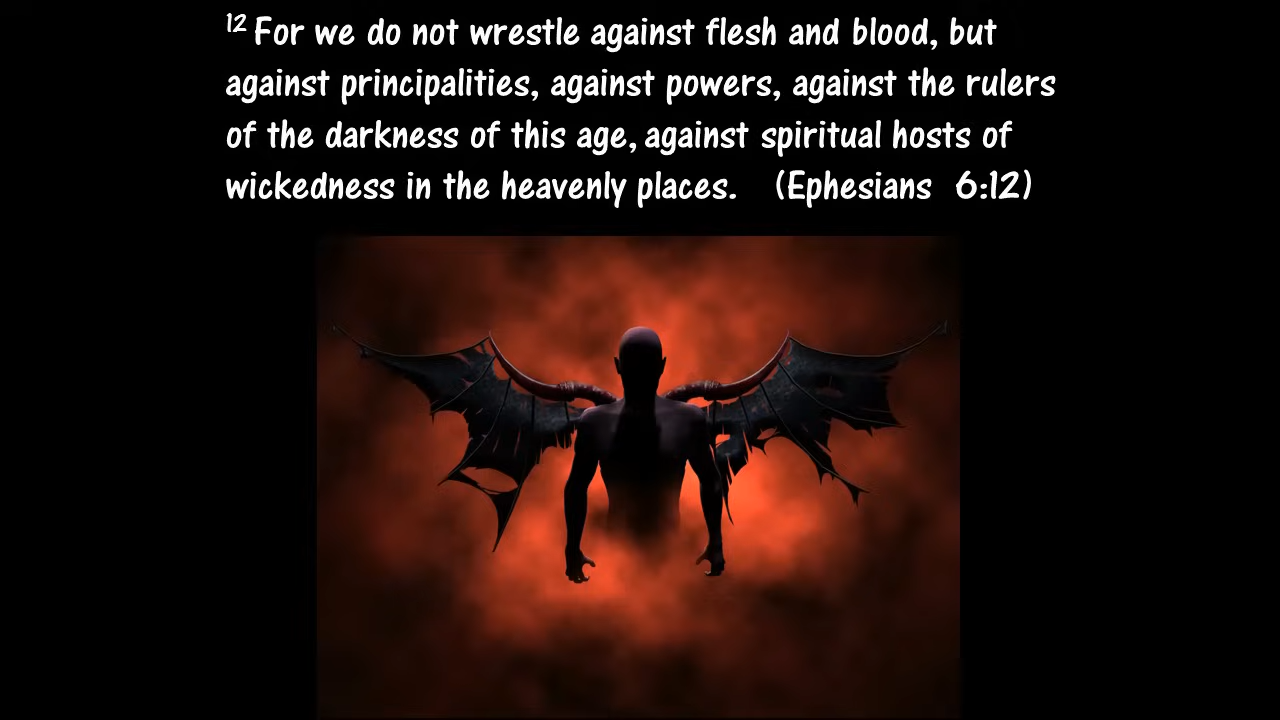 12 For we do not wrestle against flesh and blood, but
against principalities, against powers, against the rulers
of the darkness of this age, against spiritual hosts of
wickedness in the heavenly places. (Ephesians 6:12)